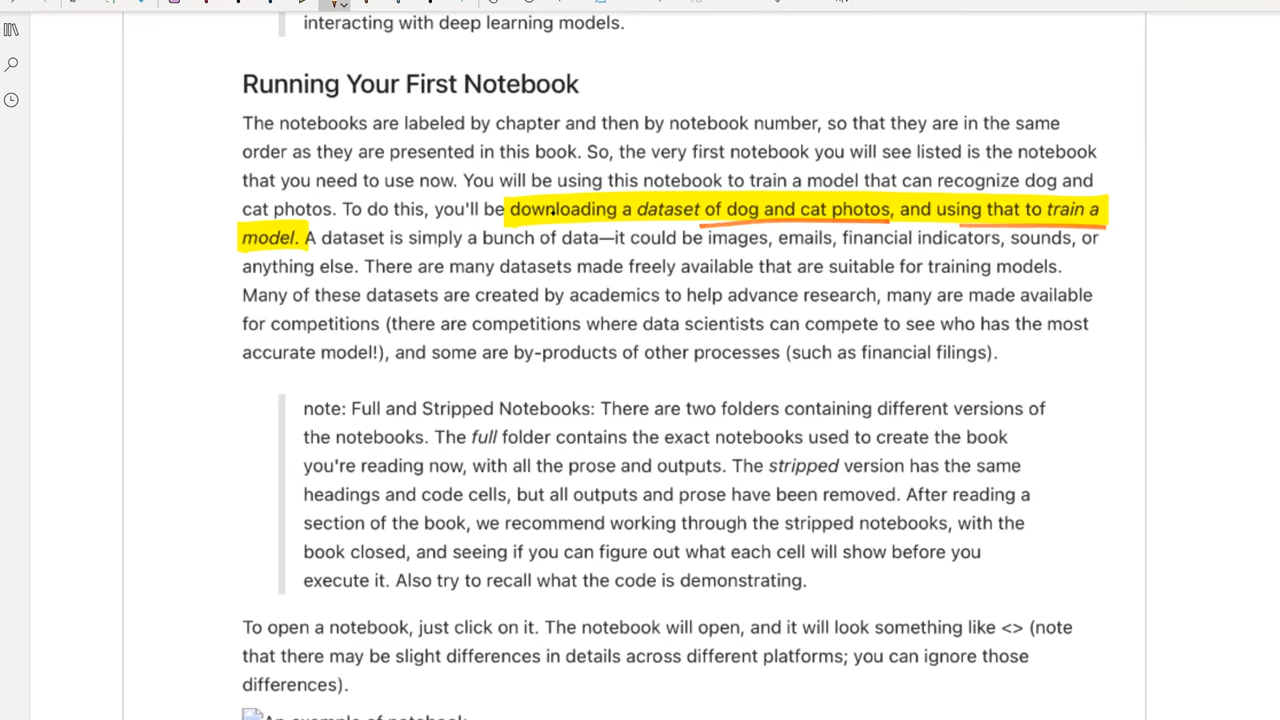 interacting with deep learning models.
Running Your First Notebook
The notebooks are labeled by chapter and then by notebook number, so that they are in the same
order as they are presented in this book. So, the very first notebook you will see listed is the notebook
that you need to use now. You will be using this notebook to train a model that can recognize dog and
cat photos. To do this, you'll be downloading a dataset of dog and cat photos, and using that to train a
model. A dataset is simply a bunch of data—it could be images, emails, financial indicators, sounds, or
anything else. There are many datasets made freely available that are suitable for training models.
Many of these datasets are created by academics to help advance research, many are made available
for competitions (there are competitions where data scientists can compete to see who has the most
accurate model!), and some are by-products of other processes (such as financial filings).
note: Full and Stripped Notebooks: There are two folders containing different versions of
the notebooks. The full folder contains the exact notebooks used to create the book
you're reading now, with all the prose and outputs. The stripped version has the same
headings and code cells, but all outputs and prose have been removed. After reading a
section of the book, we recommend working through the stripped notebooks, with the
book closed, and seeing if you can figure out what each cell will show before you
execute it. Also try to recall what the code is demonstrating.
To open a notebook, just click on it. The notebook will open, and it will look something like <> (note
that there may be slight differences in details across different platforms; you can ignore those
differences).
An example of notebook